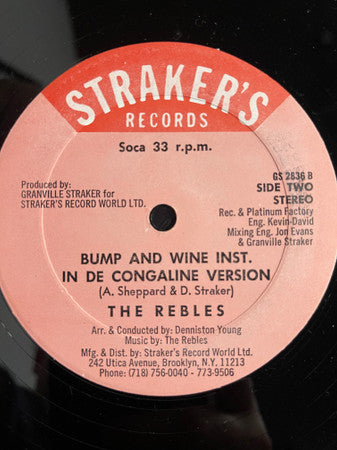 STRAKER'S
RECORDS
Soca 33 r.p.m.
Produced by:
GRANVILLE STRAKER for
STRAKER'S RECORD WORLD LTD.
GS 2836 B
SIDE TWO
STEREO
Rec. & Platinum Factory
Eng. Kevin-David
Mixing Eng. Jon Evans
& Granville Straker
BUMP AND WINE INST.
IN DE CONGALINE VERSION
(A. Sheppard & D. Straker)
THE REBLES
Arr. & Conducted by: Denniston Young
Music by: The Rebles
Mfg. & Dist. by: Straker's Record World Ltd.
242 Utica Avenue, Brooklyn, N.Y. 11213
Phone: (718) 756-0040 - 773-9506